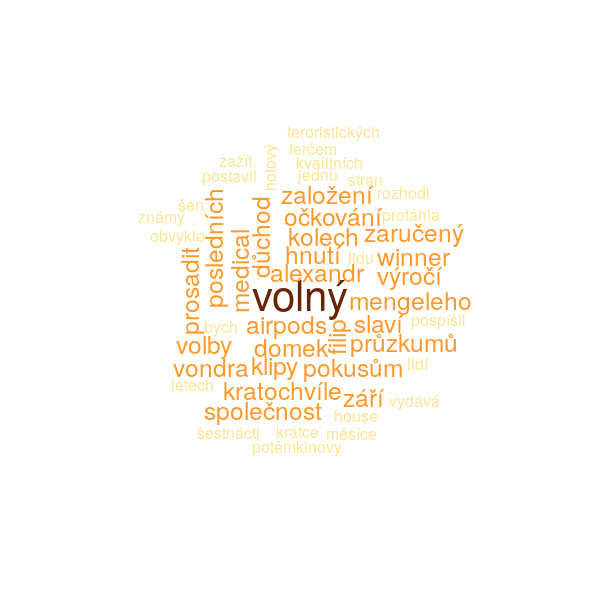 teroristických
terčem
zažít
kvalitních
hotový
postavil
jednu
stran
rozhodl
založení
šen
známý
posledních
důchod
očkování
protáhla
obvykle
medical
kolech
zaručený
prosadit
hnutí
lidu
winner
alexandr
výročí
volný
mengeleho
bych
airpods
filip
slaví
pospíšil
volby
domek
průzkumů
vondra
klipy
pokusům
lidí
letech
kratochvíle
září
vydává
společnost
house
šestnácti
krátce
měsíce
potěmkinovy